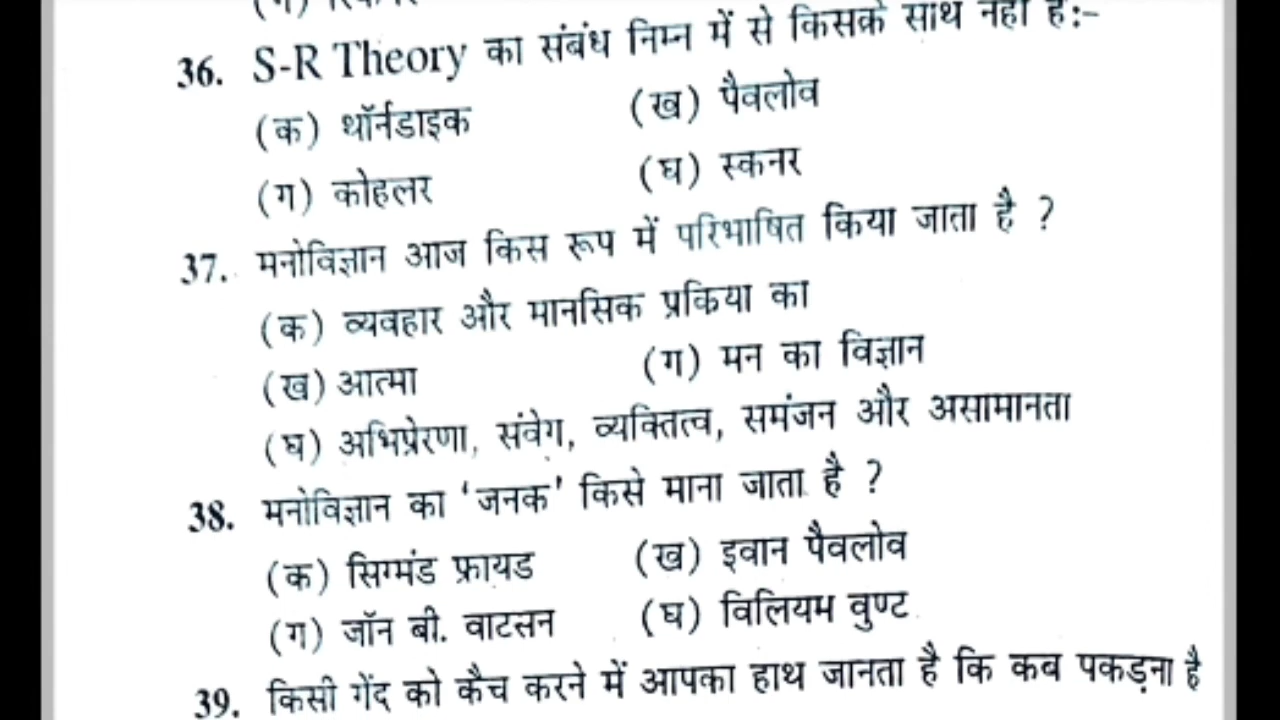 36. S-R Theory का संबंध निम्न में से किसके साथ नहीं है:–
(क) थॉर्नडाइक (ख) पैवलोव
(ग) कोहलर (घ) स्कनर
37. मनोविज्ञान आज किस रूप में परिभाषित किया जाता है ?
(क) व्यवहार और मानसिक प्रकिया का
(ख) आत्मा (ग) मन का विज्ञान
(घ) अभिप्रेरणा, संवेग, व्यक्तित्व, समंजन और असामानता
38. मनोविज्ञान का ‘जनक’ किसे माना जाता है ?
(क) सिग्मंड फ्रायड (ख) इवान पैवलोव
(ग) जॉन बी. वाटसन (घ) विलियम वुण्ट
39. किसी गेंद को कैच करने में आपका हाथ जानता है कि कब पकड़ना है